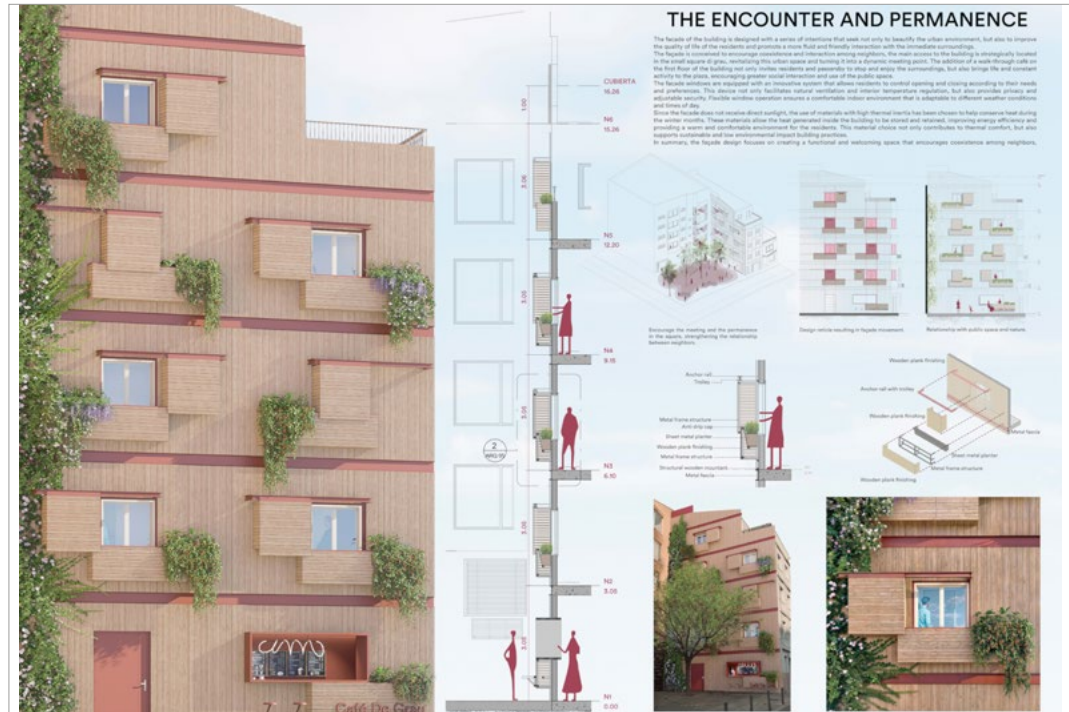 THE ENCOUNTER AND PERMANENCE
The facade of the building is designed with a series of intentions that seek not only to beautify the urban environment, but also to improve
the quality of life of the residents and promote a more fluid and friendly interaction with the immediate surroundings.
The façade is conceived to encourage coexistence and interaction among neighbors, the main access to the building is strategically located
in the small square di grau, revitalizing this urban space and turning it into a dynamic meeting point. The addition of a walk-through café on
the first floor of the building not only invites residents and passersby to stop and enjoy the surroundings, but also brings life and constant
activity to the plaza, encouraging greater social interaction and use of the public space.
The facade windows are equipped with an innovative system that allows residents to control opening and closing according to their needs
and preferences. This device not only facilitates natural ventilation and interior temperature regulation, but also provides privacy and
adjustable security. Flexible window operation ensures a comfortable indoor environment that is adaptable to different weather conditions
and times of day.
Since the facade does not receive direct sunlight, the use of materials with high thermal inertia has been chosen to help conserve heat during
the winter months. These materials allow the heat generated inside the building to be stored and retained, improving energy efficiency and
providing a warm and comfortable environment for the residents. This material choice not only contributes to thermal comfort, but also
supports sustainable and low environmental impact building practices.
In summary, the façade design focuses on creating a functional and welcoming space that encourages coexistence among neighbors,
CUBIERTA
16.26
1.00
N6
15.26
3.06
N5
12.20
3.05
N4
9.15
3.05
2
N3
6.10
3.05
N2
3.05
3.05
N1
0.00
Encourage the meeting and the permanence
in the square, strengthening the relationship
between neighbors.
Design reticle resulting in façade movement.
Relationship with public space and nature.
Anchor rail
Trolley
Metal frame structure
Anti drip cap
Sheet metal planter
Wooden plank finishing
Metal frame structure
Structural wooden mountant
Metal fascia
Wooden plank finishing
Anchor rail with trolley
Wooden plank finishing
Metal fascia
Sheet metal planter
Metal frame structure
Wooden plank finishing
7 7 Café De Grau